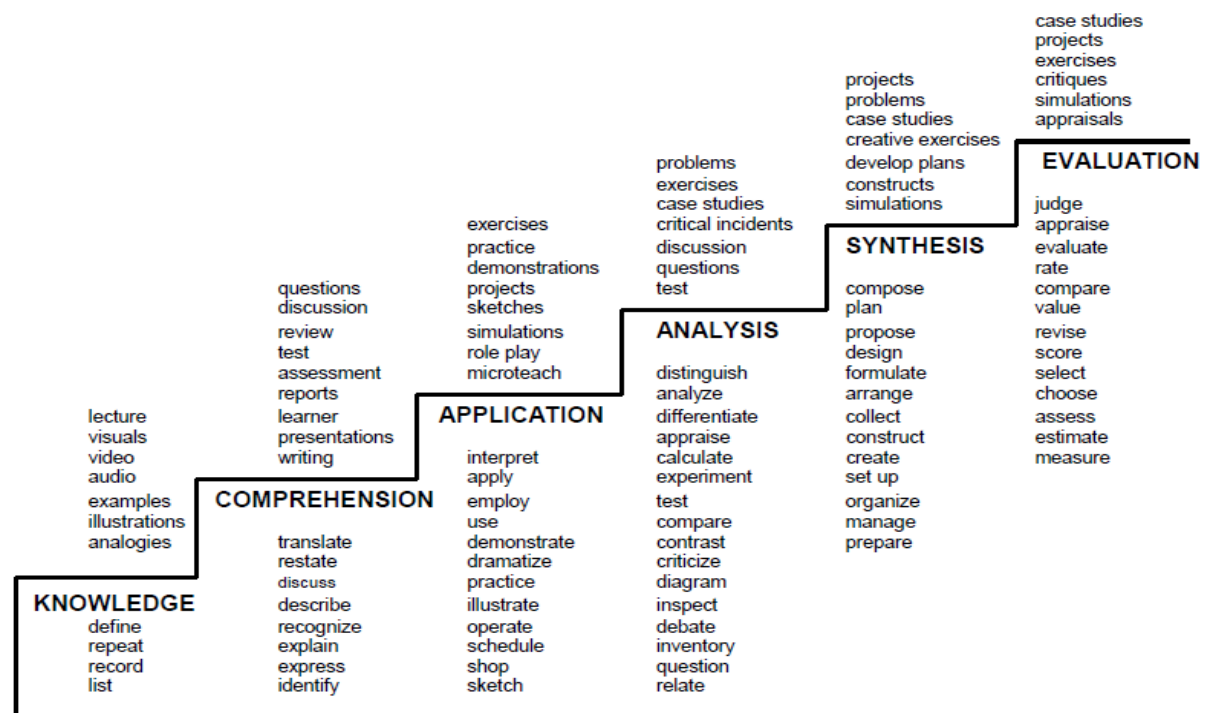 lecture
visuals
video
audio
examples
illustrations
analogies
KNOWLEDGE
define
repeat
record
list
questions
discussion
review
test
assessment
reports
learner
presentations
writing
COMPREHENSION
translate
restate
discuss
describe
recognize
explain
express
identify
exercises
practice
demonstrations
projects
sketches
simulations
role play
microteach
APPLICATION
interpret
apply
employ
use
demonstrate
dramatize
practice
illustrate
operate
schedule
shop
sketch
problems
exercises
case studies
critical incidents
discussion
questions
test
ANALYSIS
distinguish
analyze
differentiate
appraise
calculate
experiment
test
compare
contrast
criticize
diagram
inspect
debate
inventory
question
relate
projects
problems
case studies
creative exercises
develop plans
constructs
simulations
SYNTHESIS
compose
plan
propose
design
formulate
arrange
collect
construct
create
set up
organize
manage
prepare
case studies
projects
exercises
critiques
simulations
appraisals
EVALUATION
judge
appraise
evaluate
rate
compare
value
revise
score
select
choose
assess
estimate
measure